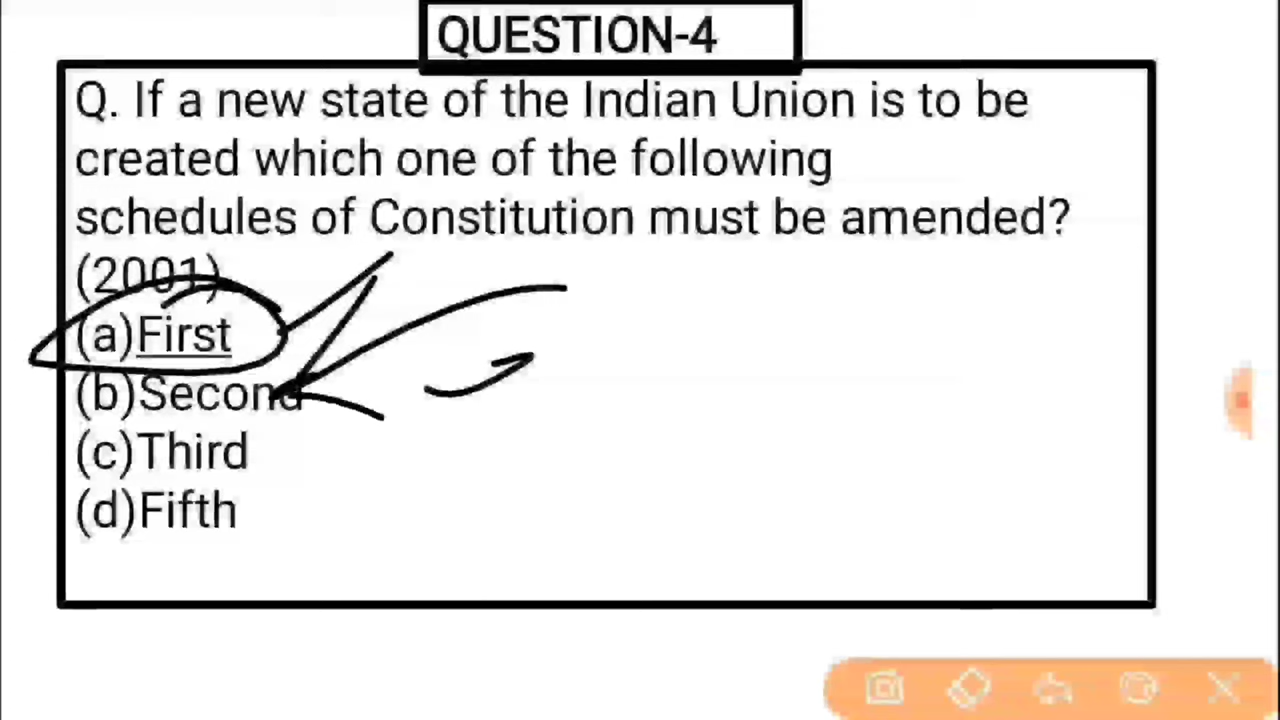 QUESTION-4
Q. If a new state of the Indian Union is to be
created which one of the following
schedules of Constitution must be amended?
(2001)
(a)First
(b)Second
(c)Third
(d)Fifth